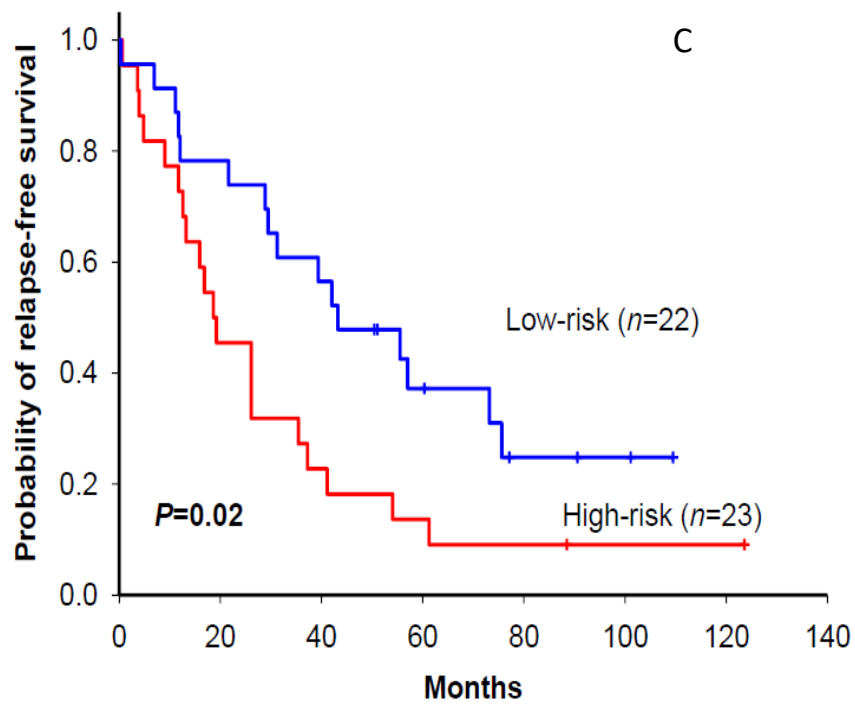 C
Probability of relapse-free survival
1.0
0.8
0.6
0.4
0.2
0.0
Low-risk (n=22)
High-risk (n=23)
P=0.02
0 20 40 60 80 100 120 140
Months